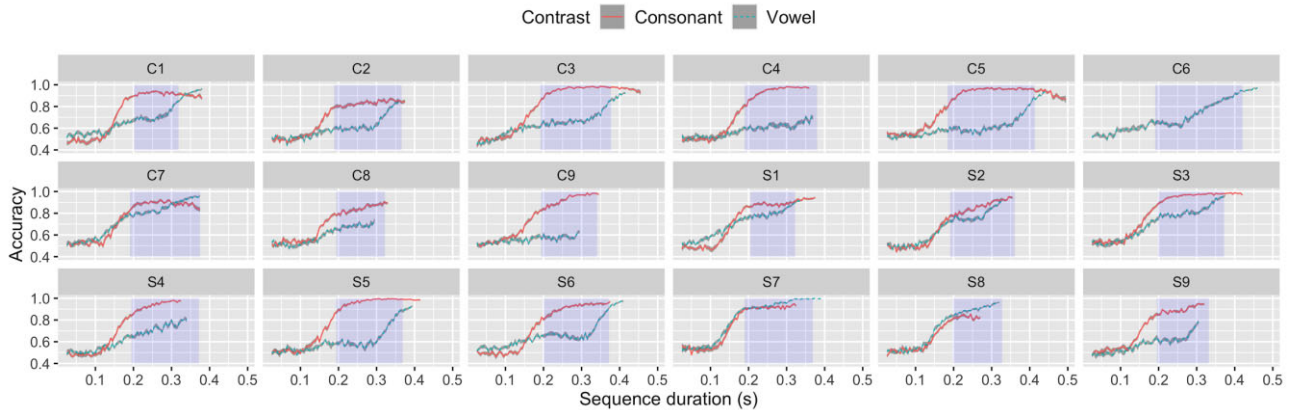 Contrast Consonant Vowel
C1 C2 C3 C4 C5 C6
1.0
0.8
0.6
0.4
C7 C8 C9 S1 S2 S3
1.0
0.8
0.6
0.4
S4 S5 S6 S7 S8 S9
1.0
0.8
0.6
0.4
0.1 0.2 0.3 0.4 0.5 0.1 0.2 0.3 0.4 0.5 0.1 0.2 0.3 0.4 0.5 0.1 0.2 0.3 0.4 0.5 0.1 0.2 0.3 0.4 0.5 0.1 0.2 0.3 0.4 0.5
Accuracy
Sequence duration (s)